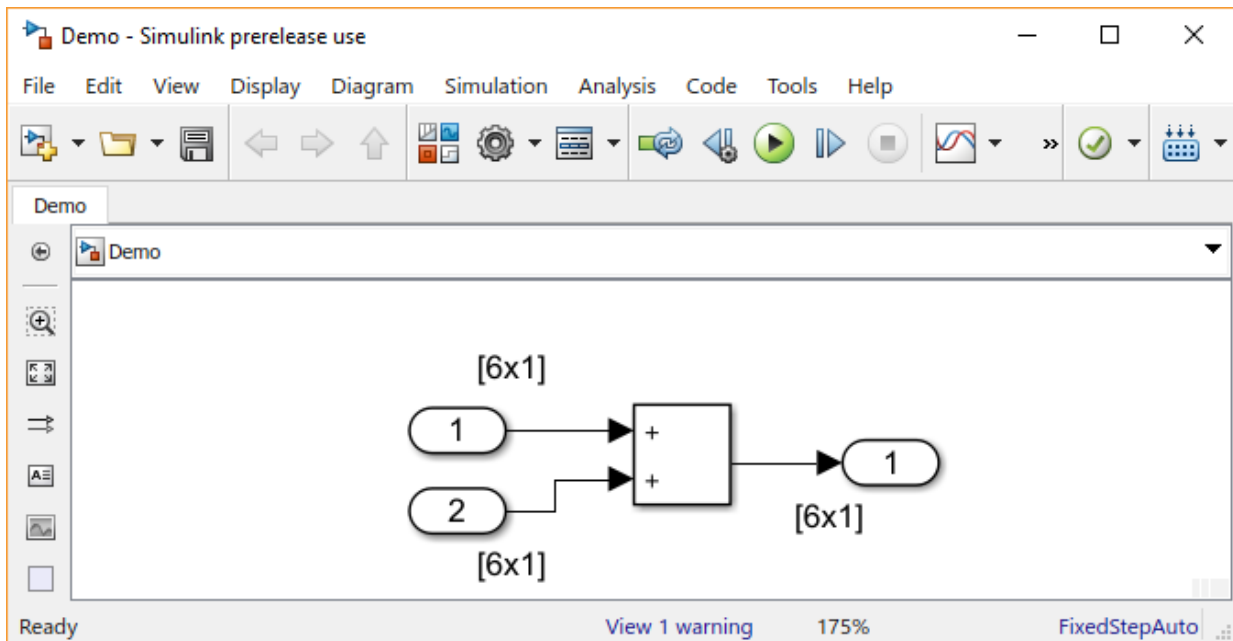 Demo - Simulink prerelease use
File Edit View Display Diagram Simulation Analysis Code Tools Help
»
Demo
Demo
[6x1]
1 + 1
2 +
[6x1]
[6x1]
Ready View 1 warning 175% FixedStepAuto